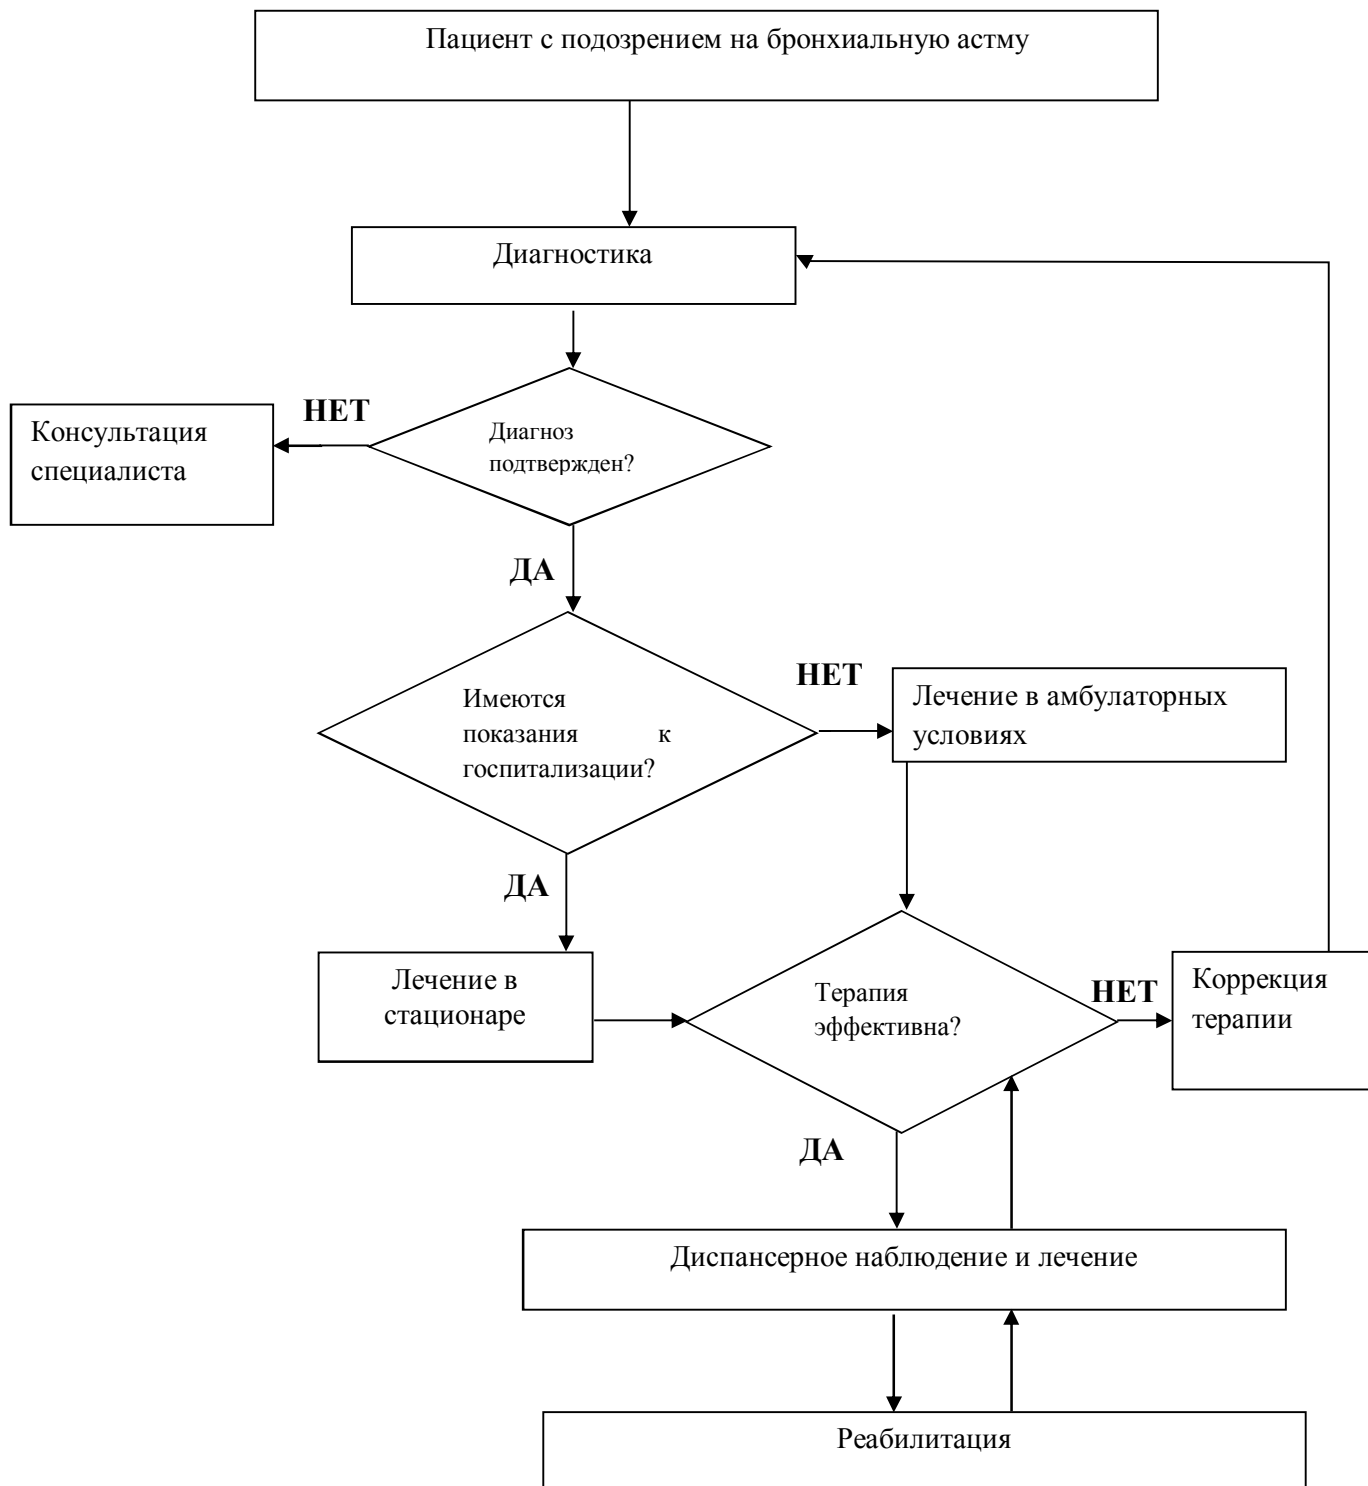 Пациент с подозрением на бронхиальную астму
Диагностика
НЕТ
Консультация
специалиста
Диагноз
подтвержден?
ДА
Имеются
показания к
госпитализации?
НЕТ
Лечение в амбулаторных
условиях
ДА
Лечение в
стационаре
Терапия
эффективна?
НЕТ
Коррекция
терапии
ДА
Диспансерное наблюдение и лечение
Реабилитация